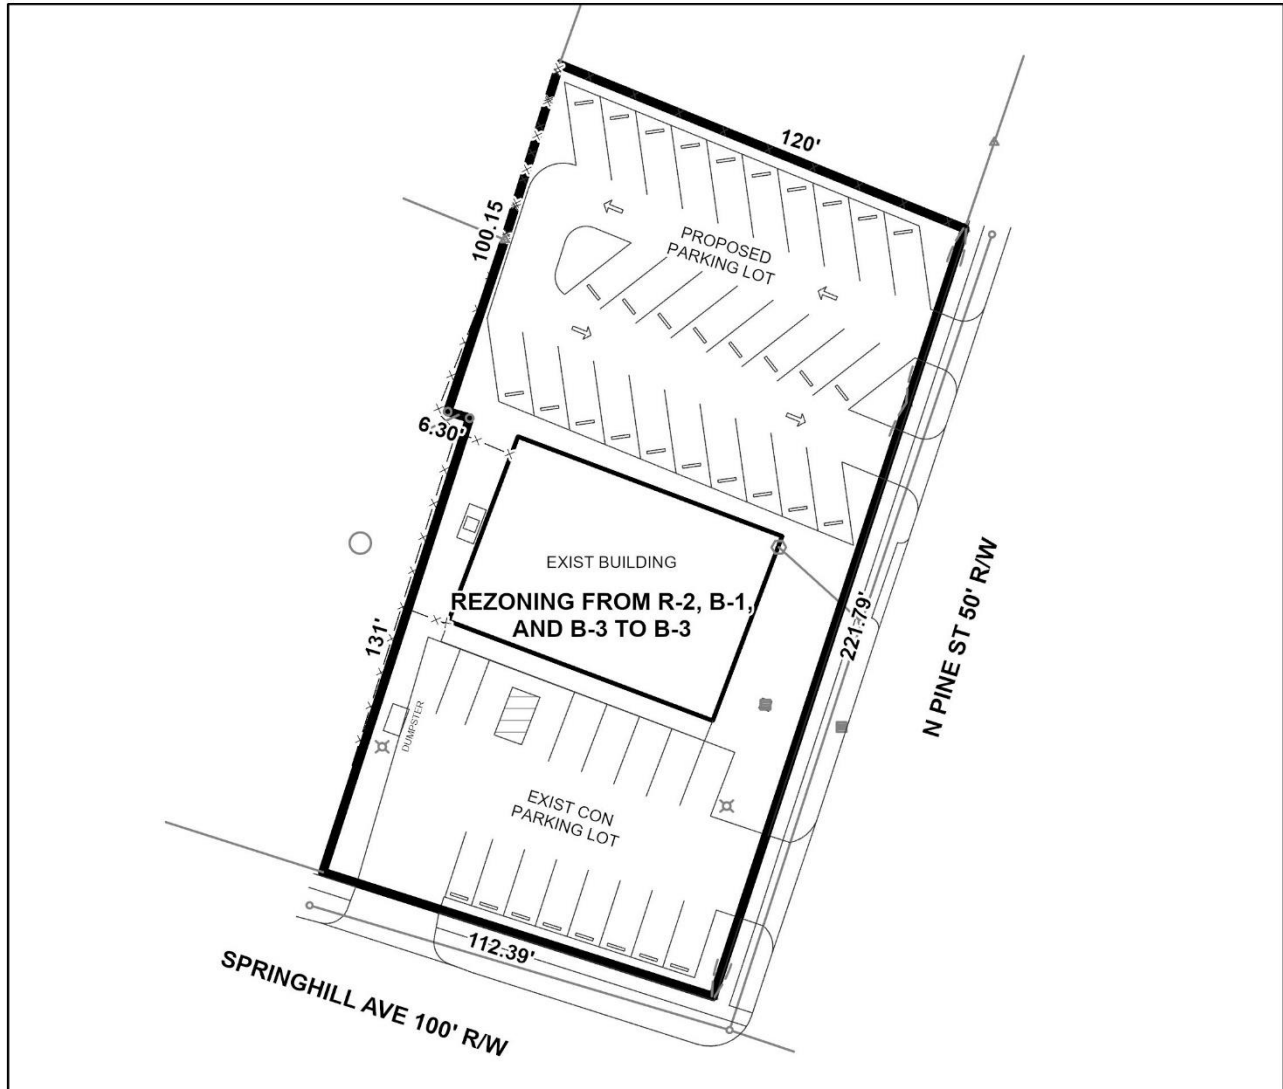 120'
100.15
PROPOSED
PARKING LOT
6.30'
EXIST BUILDING
REZONING FROM R-2, B-1,
AND B-3 TO B-3
221.79'
N PINE ST 50' R/W
131'
DUMPSTER
EXIST CON
PARKING LOT
112.39'
SPRINGHILL AVE 100' R/W